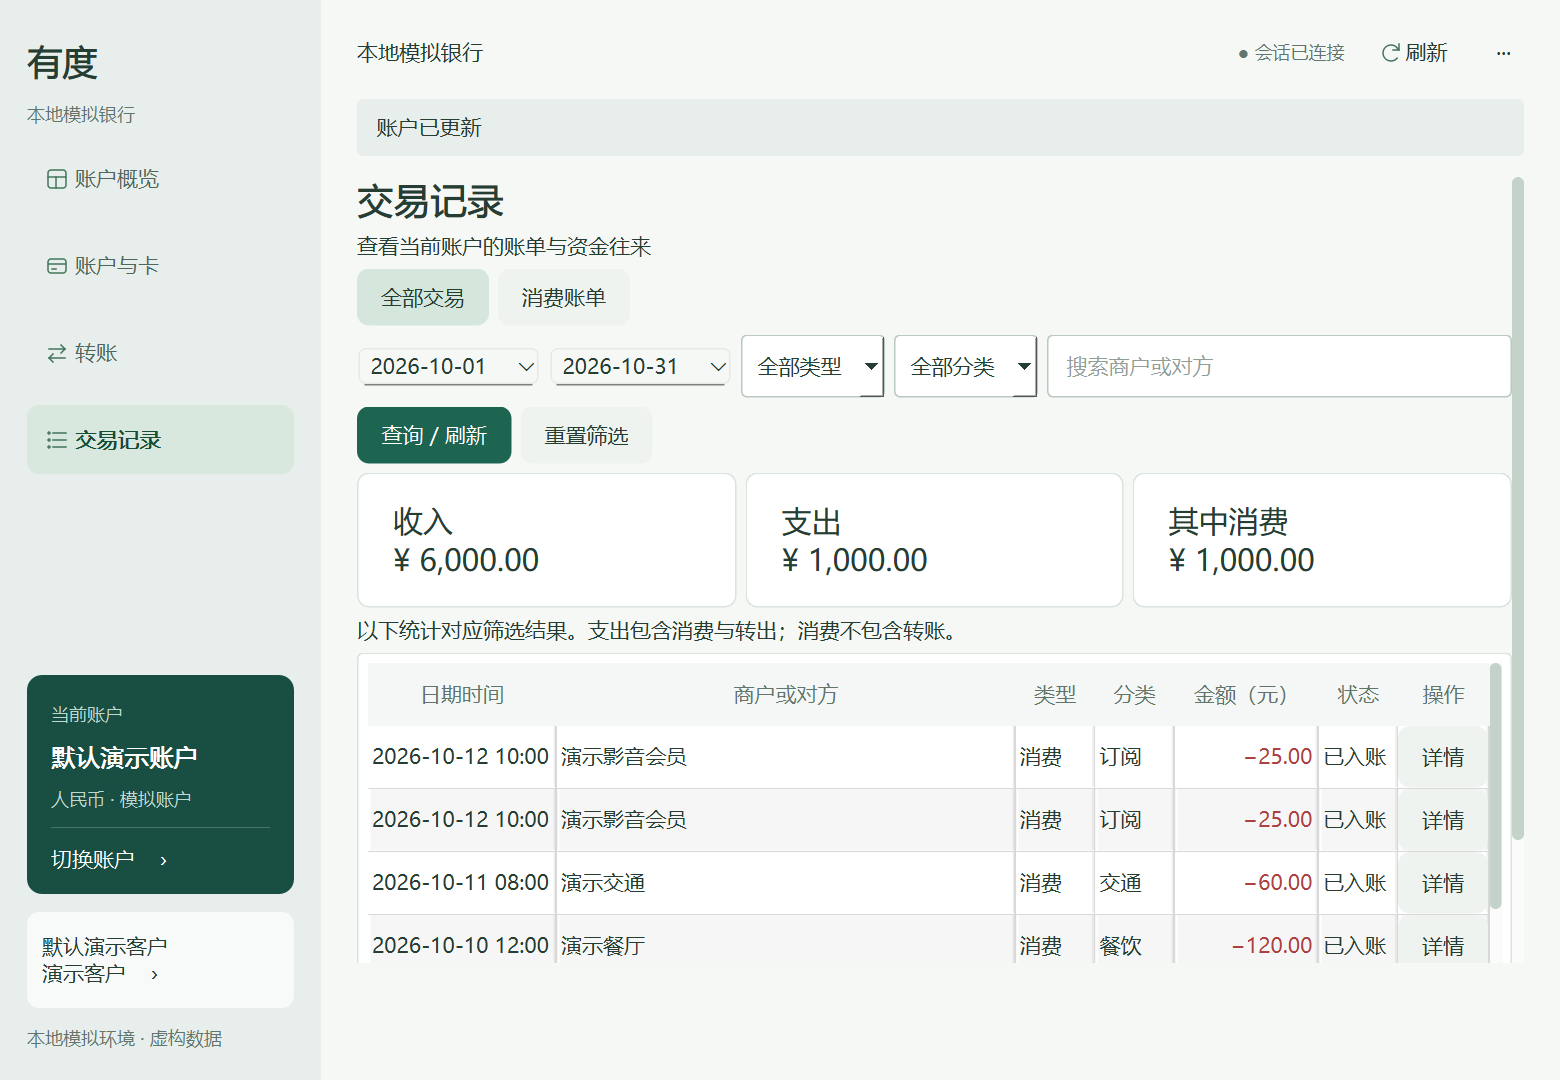 有度
本地模拟银行
账户概览
账户与卡
转账
交易记录
当前账户
默认演示账户
人民币 · 模拟账户
切换账户 ›
默认演示客户
演示客户 ›
本地模拟环境 · 虚构数据
本地模拟银行
● 会话已连接 刷新 ···
账户已更新
交易记录
查看当前账户的账单与资金往来
全部交易 消费账单
2026-10-01 2026-10-31 全部类型 全部分类 搜索商户或对方
查询 / 刷新 重置筛选
收入 支出 其中消费
¥ 6,000.00 ¥ 1,000.00 ¥ 1,000.00
以下统计对应筛选结果。支出包含消费与转出；消费不包含转账。
日期时间 商户或对方 类型 分类 金额（元） 状态 操作
2026-10-12 10:00 演示影音会员 消费 订阅 −25.00 已入账 详情
2026-10-12 10:00 演示影音会员 消费 订阅 −25.00 已入账 详情
2026-10-11 08:00 演示交通 消费 交通 −60.00 已入账 详情
2026-10-10 12:00 演示餐厅 消费 餐饮 −120.00 已入账 详情